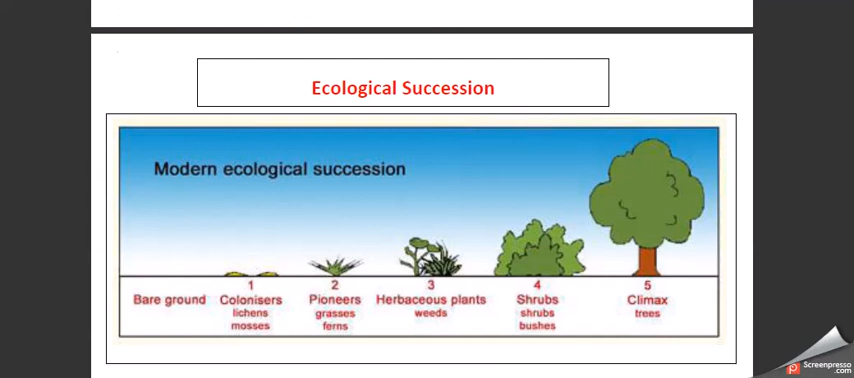 Ecological Succession
Modern ecological succession
1 2 3 4 5
Bare ground Colonisers Pioneers Herbaceous plants Shrubs Climax
lichens grasses weeds shrubs trees
mosses ferns bushes
Screenpresso
.com